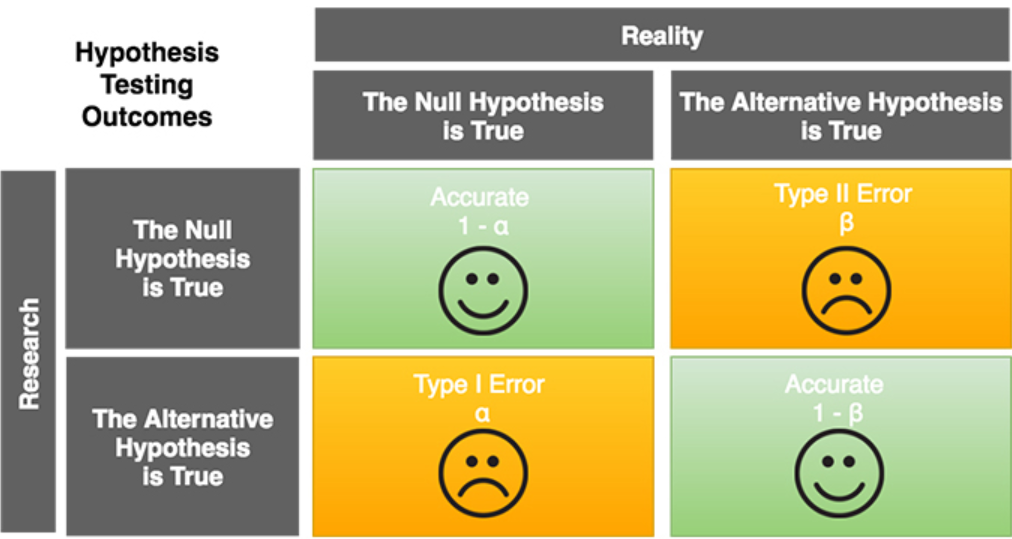 Hypothesis
Testing
Outcomes
Reality
The Null Hypothesis
is True
The Alternative Hypothesis
is True
Research
The Null
Hypothesis
is True
Accurate
1 - α
Type II Error
β
The Alternative
Hypothesis
is True
Type I Error
α
Accurate
1 - β